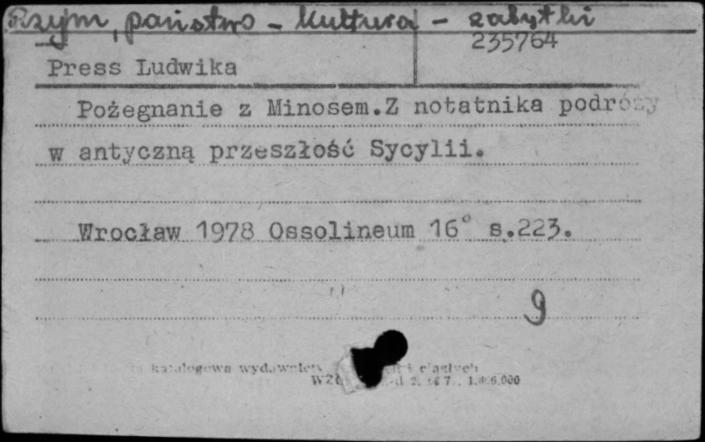 Rzym, państwo - kultura - zabytki
235764
Press Ludwika
Pożegnanie z Minosem.Z notatnika podróży
w antyczną przeszłość Sycylii.
Wrocław 1978 Ossolineum 16° s.223.
9
katalogowa